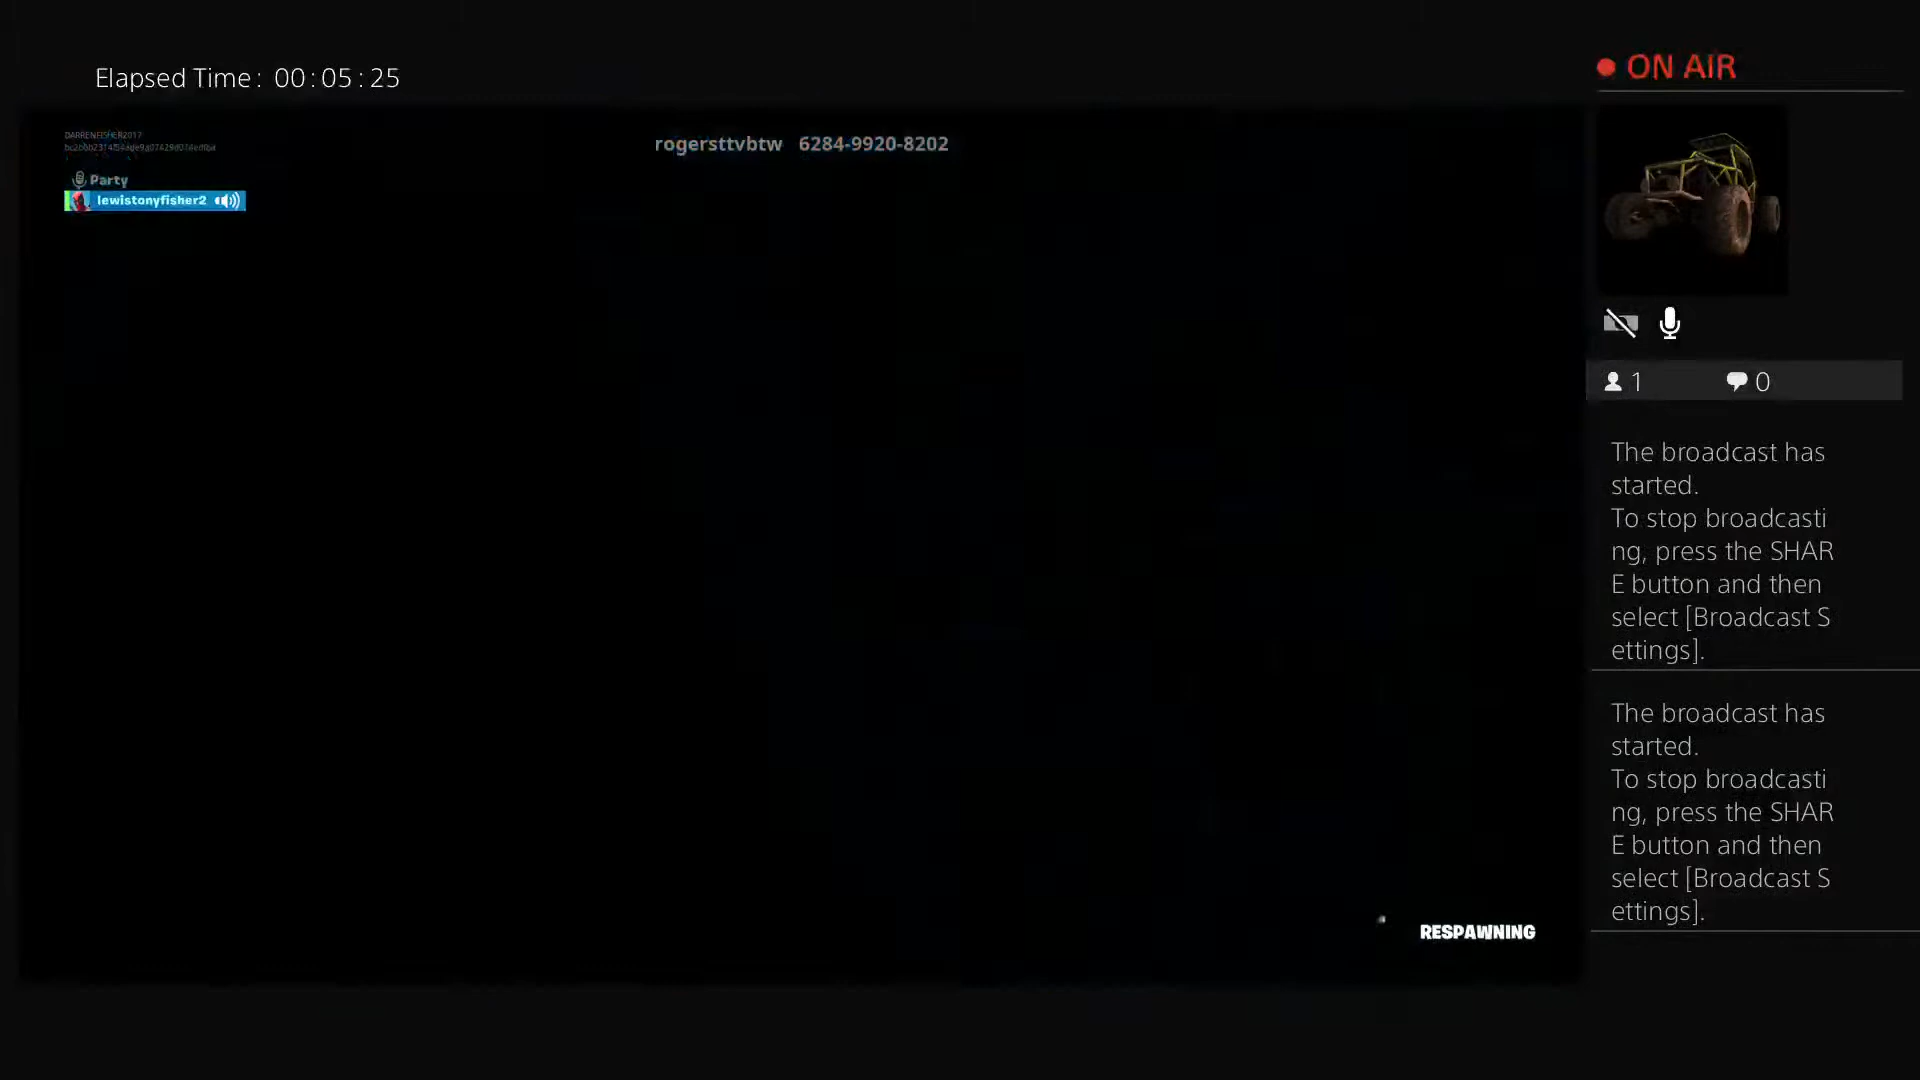 Elapsed Time: 00:05:25
ON AIR
DARRENFISHER2017
rogersttvbtw 6284-9920-8202
Party
lewistonyfisher2
1 0
The broadcast has
started.
To stop broadcasti
ng, press the SHAR
E button and then
select [Broadcast S
ettings].
The broadcast has
started.
To stop broadcasti
ng, press the SHAR
E button and then
select [Broadcast S
ettings].
RESPAWNING